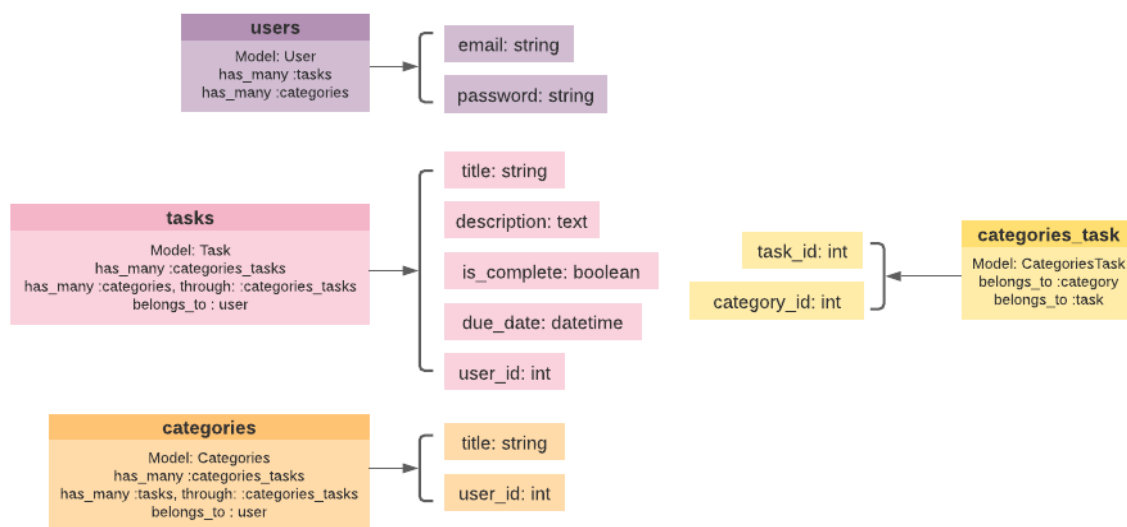 users
Model: User
has_many :tasks
has_many :categories
email: string
password: string
tasks
Model: Task
has_many :categories_tasks
has_many :categories, through: :categories_tasks
belongs_to : user
title: string
description: text
is_complete: boolean
due_date: datetime
user_id: int
categories_task
Model: CategoriesTask
belongs_to :category
belongs_to :task
task_id: int
category_id: int
categories
Model: Categories
has_many :categories_tasks
has_many :tasks, through: :categories_tasks
belongs_to : user
title: string
user_id: int